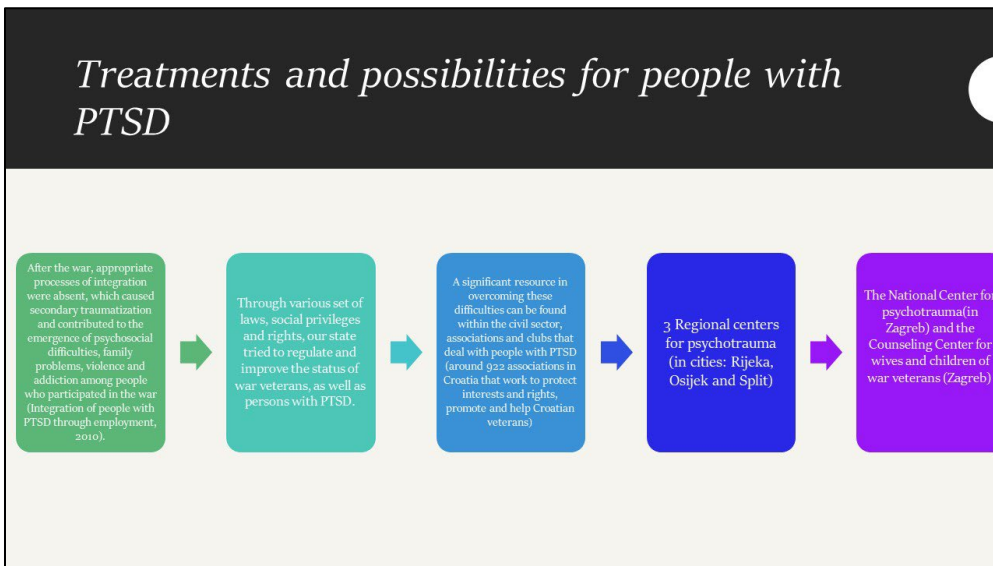 Treatments and possibilities for people with
PTSD
After the war, appropriate
processes of integration
were absent, which caused
secondary traumatization
and contributed to the
emergence of psychosocial
difficulties, family
problems, violence and
addiction among people
who participated in the war
(Integration of people with
PTSD through employment,
2010).
Through various set of
laws, social privileges
and rights, our state
tried to regulate and
improve the status of
war veterans, as well as
persons with PTSD.
A significant resource in
overcoming these
difficulties can be found
within the civil sector,
associations and clubs that
deal with people with PTSD
(around 922 associations in
Croatia that work to protect
interests and rights,
promote and help Croatian
veterans)
3 Regional centers
for psychotrauma
(in cities: Rijeka,
Osijek and Split)
The National Center for
psychotrauma(in
Zagreb) and the
Counseling Center for
wives and children of
war veterans (Zagreb)